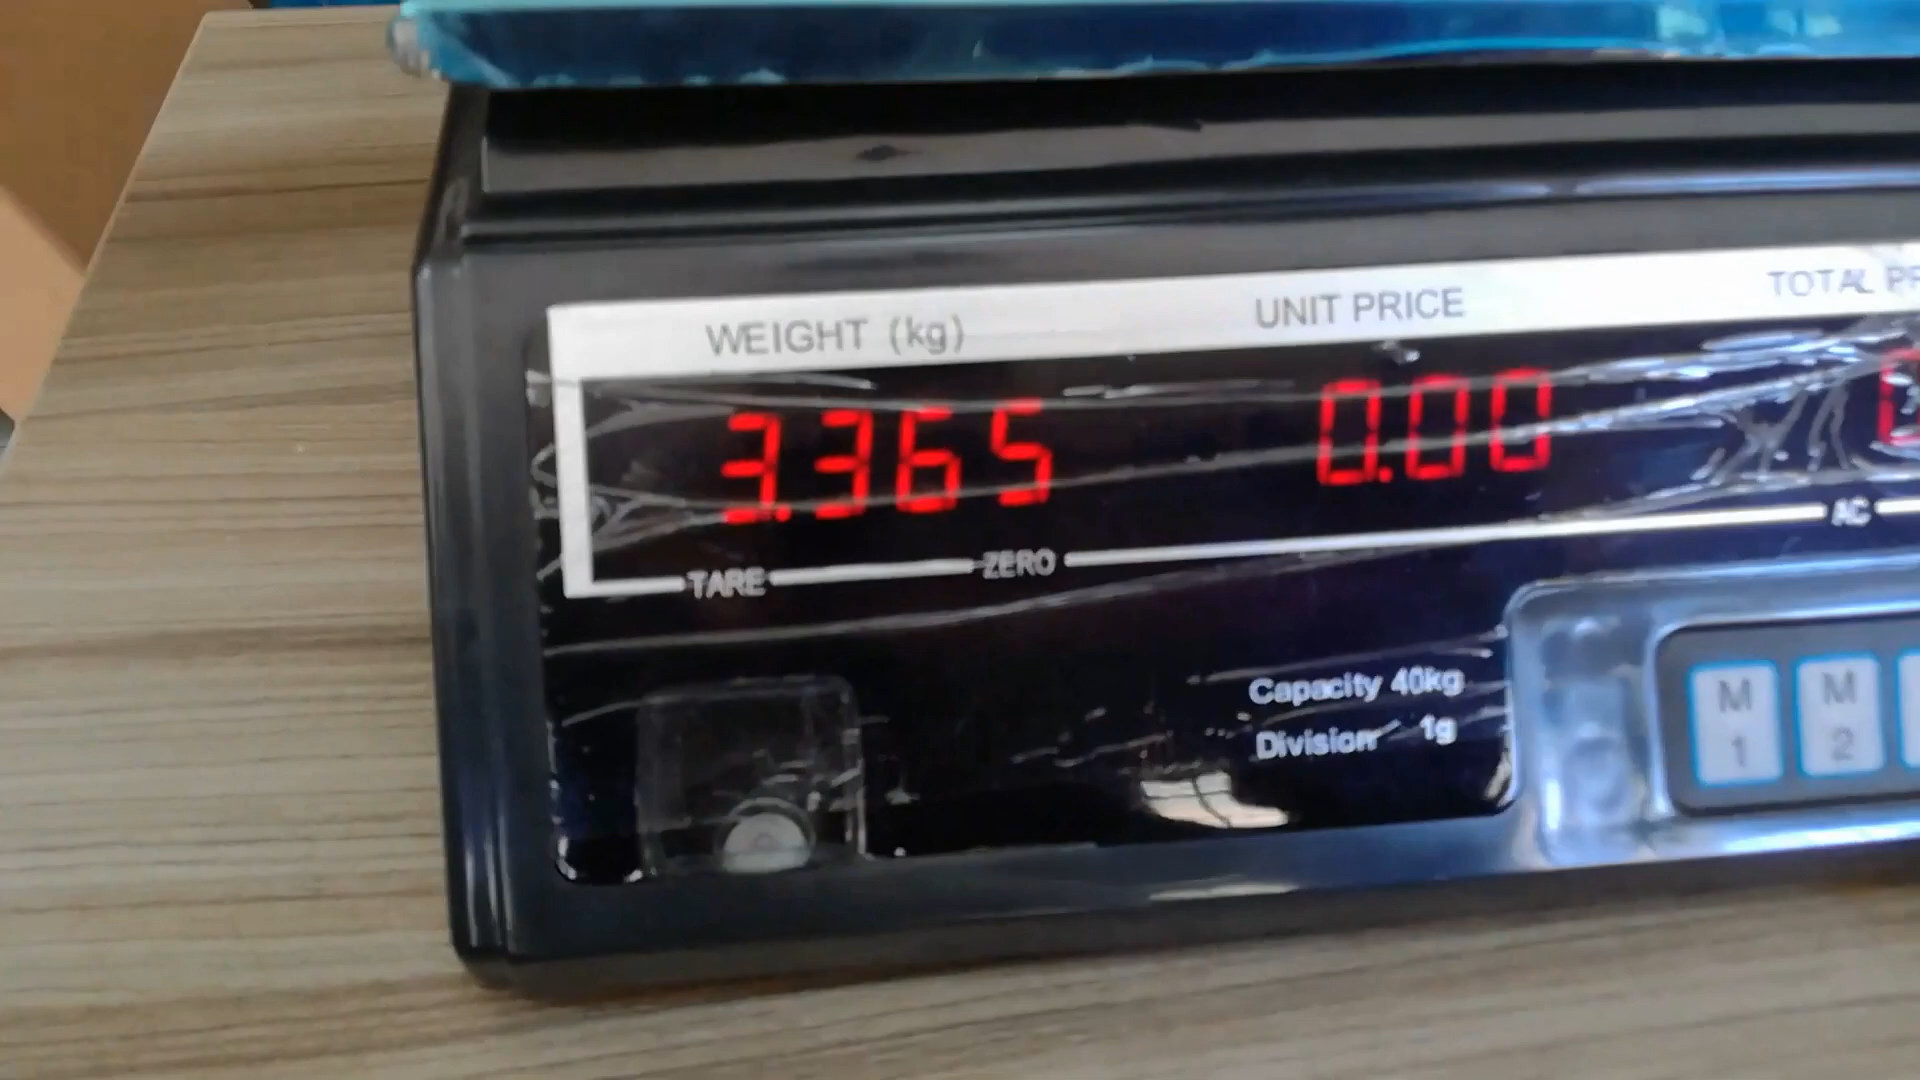 WEIGHT (kg) UNIT PRICE TOTAL
3.365 0.00
TARE ZERO AC
Capacity 40kg
Division 1g
M 1 M 2